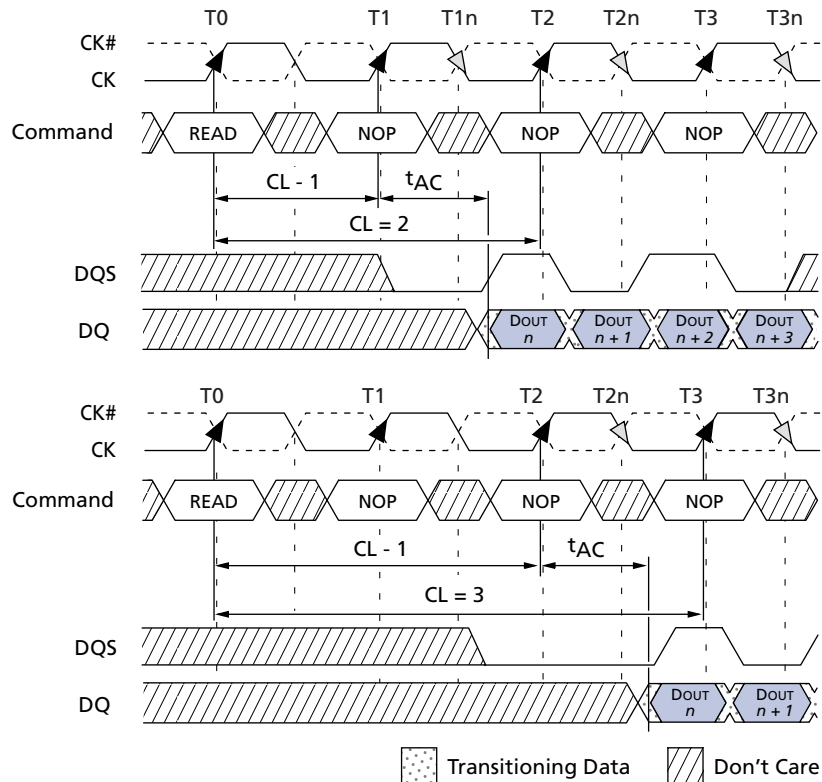 T0 T1 T1n T2 T2n T3 T3n
CK#
CK
Command READ NOP NOP NOP
CL - 1 tAC
CL = 2
DQS
DQ DOUT n DOUT n + 1 DOUT n + 2 DOUT n + 3
T0 T1 T2 T2n T3 T3n
CK#
CK
Command READ NOP NOP NOP
CL - 1 tAC
CL = 3
DQS
DQ DOUT n DOUT n + 1
Transitioning Data Don't Care